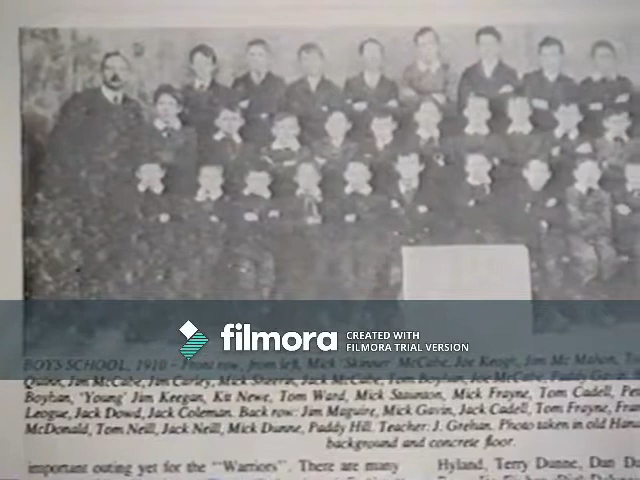 filmora CREATED WITH
FILMORA TRIAL VERSION
BOYS SCHOOL, 1910 - Front row, from left, Mick 'Skinner' McCabe, Joe Keogh, Jim Mc Mahon,
Quinn, Jim McCabe, Jim Curley, Mick Sheerin, Jack McCabe, Tom Boyhan, Joe McCabe, Paddy Gavin,
Boyhan, 'Young' Jim Keegan, Kit Newe, Tom Ward, Mick Staunton, Mick Frayne, Tom Cadell,
League, Jack Dowd, Jack Coleman. Back row: Jim Maguire, Mick Gavin, Jack Cadell, Tom Frayne,
McDonald, Tom Neill, Jack Neill, Mick Dunne, Paddy Hill. Teacher: J. Grehan. Photo taken in old
background and concrete floor.
important outing yet for the "Warriors". There are many
Hyland, Terry Dunne, Dan